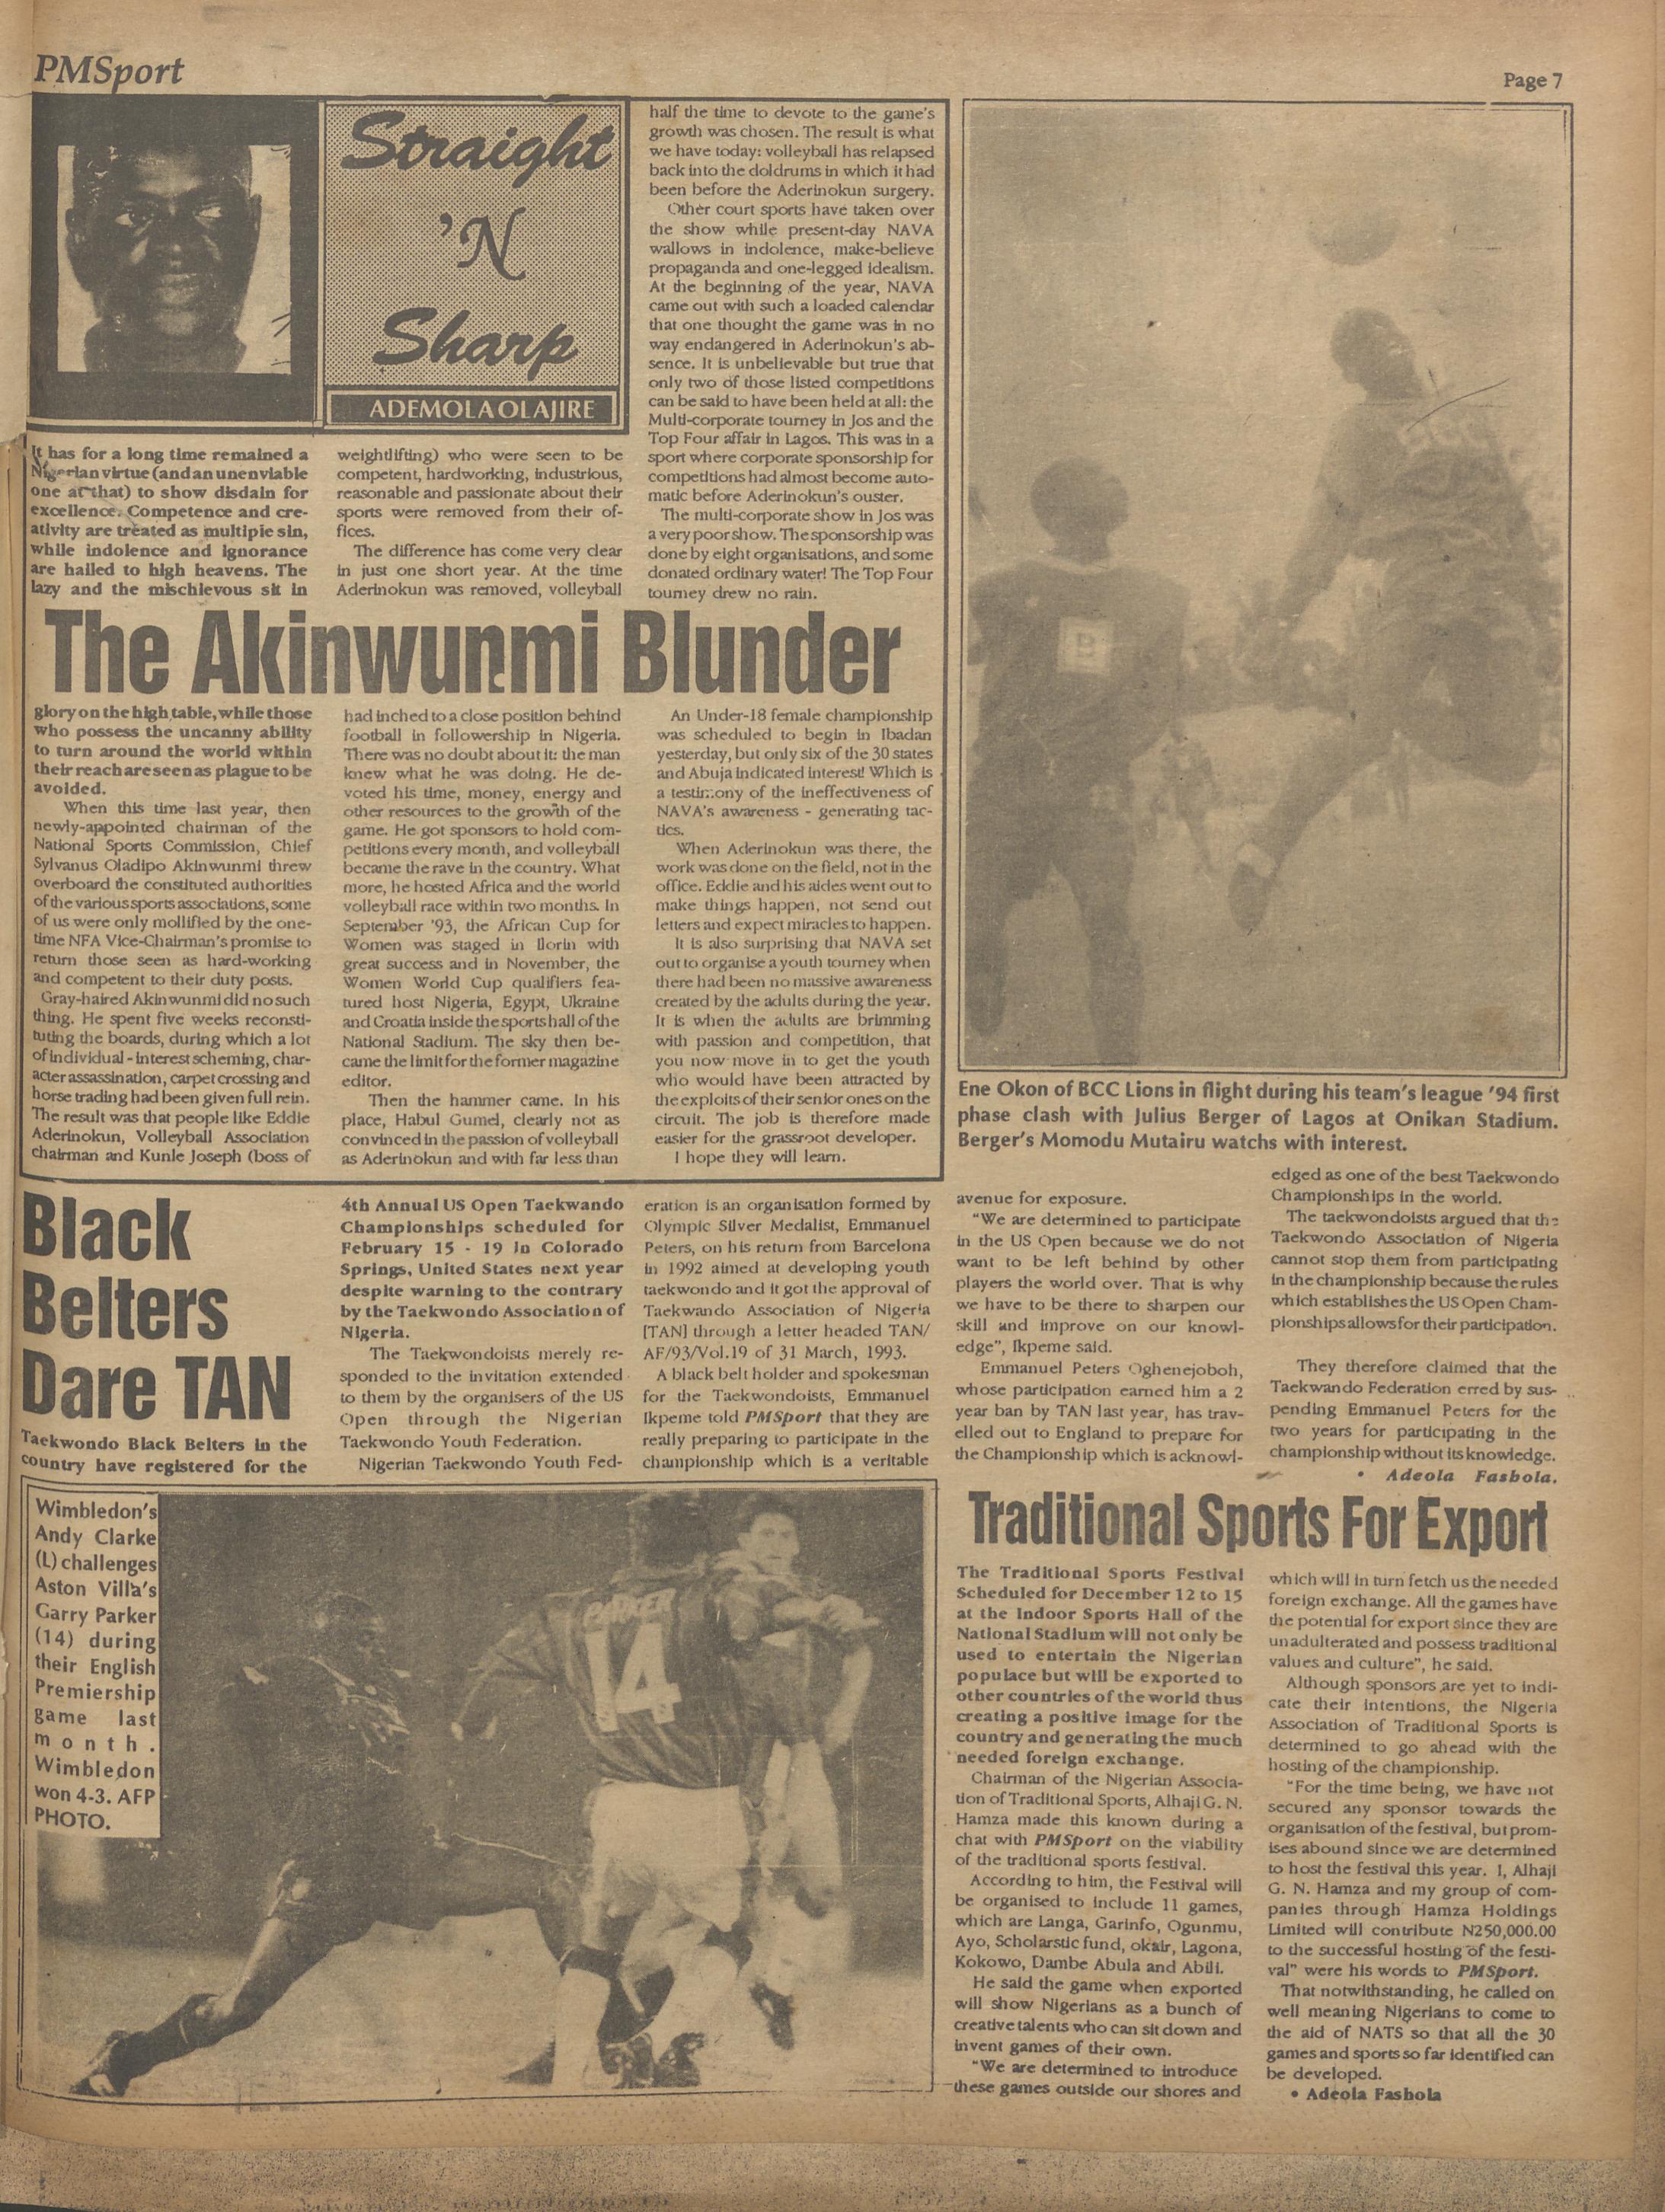 PMSport
Page 7
Straight
'N
Sharp
ADEMOLA OLAJIRE
It has for a long time remained a
Nigerian virtue (and an unenviable
one at that) to show disdain for
excellence. Competence and cre-
ativity are treated as multiple sin,
while indolence and ignorance
are hailed to high heavens. The
lazy and the mischievous sit in
The Akinwunmi Blunder
glory on the high table, while those
who possess the uncanny ability
to turn around the world within
their reach are seen as plague to be
avoided.
When this time last year, then
newly-appointed chairman of the
National Sports Commission, Chief
Sylvanus Oladipo Akinwunmi threw
overboard the constituted authorities
of the various sports associations, some
of us were only mollified by the one-
time NFA Vice-Chairman's promise to
return those seen as hard-working
and competent to their duty posts.
Gray-haired Akinwunmi did no such
thing. He spent five weeks reconsti-
tuting the boards, during which a lot
of individual - interest scheming, char-
acter assassination, carpet crossing and
horse trading had been given full rein.
The result was that people like Eddie
Aderinokun, Volleyball Association
chairman and Kunle Joseph (boss of
weightlifting) who were seen to be
competent, hardworking, industrious,
reasonable and passionate about their
sports were removed from their of-
fices.
The difference has come very clear
in just one short year. At the time
Aderinokun was removed, volleyball
had inched to a close position behind
football in followership in Nigeria.
There was no doubt about it: the man
knew what he was doing. He de-
voted his time, money, energy and
other resources to the growth of the
game. He got sponsors to hold com-
petitions every month, and volleyball
became the rave in the country. What
more, he hosted Africa and the world
volleyball race within two months. In
September '93, the African Cup for
Women was staged in Ilorin with
great success and in November, the
Women World Cup qualifiers fea-
tured host Nigeria, Egypt, Ukraine
and Croatia inside the sports hall of the
National Stadium. The sky then be-
came the limit for the former magazine
editor.
Then the hammer came. In his
place, Habul Gumel, clearly not as
convinced in the passion of volleyball
as Aderinokun and with far less than
half the time to devote to the game's
growth was chosen. The result is what
we have today: volleyball has relapsed
back into the doldrums in which it had
been before the Aderinokun surgery.
Other court sports have taken over
the show while present-day NAVA
wallows in indolence, make-believe
propaganda and one-legged idealism.
At the beginning of the year, NAVA
came out with such a loaded calendar
that one thought the game was in no
way endangered in Aderinokun's ab-
sence. It is unbelievable but true that
only two of those listed competitions
can be said to have been held at all: the
Multi-corporate tourney in Jos and the
Top Four affair in Lagos. This was in a
sport where corporate sponsorship for
competitions had almost become auto-
matic before Aderinokun's ouster.
The multi-corporate show in Jos was
a very poor show. The sponsorship was
done by eight organisations, and some
donated ordinary water! The Top Four
tourney drew no rain.
An Under-18 female championship
was scheduled to begin in Ibadan
yesterday, but only six of the 30 states
and Abuja indicated interest! Which is
a testimony of the ineffectiveness of
NAVA's awareness - generating tac-
tics.
When Aderinokun was there, the
work was done on the field, not in the
office. Eddie and his aides went out to
make things happen, not send out
letters and expect miracles to happen.
It is also surprising that NAVA set
out to organise a youth tourney when
there had been no massive awareness
created by the adults during the year.
It is when the adults are brimming
with passion and competition, that
you now move in to get the youth
who would have been attracted by
the exploits of their senior ones on the
circuit. The job is therefore made
easier for the grassroot developer.
I hope they will learn.
Ene Okon of BCC Lions in flight during his team's league '94 first
phase clash with Julius Berger of Lagos at Onikan Stadium.
Berger's Momodu Mutairu watchs with interest.
Black
Belters
Dare TAN
Taekwondo Black Belters in the
country have registered for the
4th Annual US Open Taekwando
Championships scheduled for
February 15 - 19 in Colorado
Springs, United States next year
despite warning to the contrary
by the Taekwondo Association of
Nigeria.
The Taekwondoists merely re-
sponded to the invitation extended
to them by the organisers of the US
Open through the Nigerian
Taekwondo Youth Federation.
Nigerian Taekwondo Youth Fed-
eration is an organisation formed by
Olympic Silver Medalist, Emmanuel
Peters, on his return from Barcelona
in 1992 aimed at developing youth
taekwondo and it got the approval of
Taekwando Association of Nigeria
[TAN] through a letter headed TAN/
AF/93/Vol.19 of 31 March, 1993.
A black belt holder and spokesman
for the Taekwondoists, Emmanuel
Ikpeme told PMSport that they are
really preparing to participate in the
championship which is a veritable
avenue for exposure.
"We are determined to participate
in the US Open because we do not
want to be left behind by other
players the world over. That is why
we have to be there to sharpen our
skill and improve on our knowl-
edge", Ikpeme said.
Emmanuel Peters Oghenejoboh,
whose participation earned him a 2
year ban by TAN last year, has trav-
elled out to England to prepare for
the Championship which is acknowl-
edged as one of the best Taekwondo
Championships in the world.
The taekwondoists argued that the
Taekwondo Association of Nigeria
cannot stop them from participating
in the championship because the rules
which establishes the US Open Cham-
pionships allows for their participation.
They therefore claimed that the
Taekwando Federation erred by sus-
pending Emmanuel Peters for the
two years for participating in the
championship without its knowledge.
• Adeola Fashola.
Wimbledon's
Andy Clarke
(L) challenges
Aston Villa's
Garry Parker
(14) during
their English
Premiership
game last
month.
Wimbledon
won 4-3. AFP
PHOTO.
PARKER
14
Traditional Sports For Export
The Traditional Sports Festival
Scheduled for December 12 to 15
at the Indoor Sports Hall of the
National Stadium will not only be
used to entertain the Nigerian
populace but will be exported to
other countries of the world thus
creating a positive image for the
country and generating the much
needed foreign exchange.
Chairman of the Nigerian Associa-
tion of Traditional Sports, Alhaji G. N.
Hamza made this known during a
chat with PMSport on the viability
of the traditional sports festival.
According to him, the Festival will
be organised to include 11 games,
which are Langa, Garinfo, Ogunmu,
Ayo, Scholarstic fund, okair, Lagona,
Kokowo, Dambe Abula and Abili.
He said the game when exported
will show Nigerians as a bunch of
creative talents who can sit down and
invent games of their own.
"We are determined to introduce
these games outside our shores and
which will in turn fetch us the needed
foreign exchange. All the games have
the potential for export since they are
unadulterated and possess traditional
values and culture", he said.
Although sponsors are yet to indi-
cate their intentions, the Nigeria
Association of Traditional Sports is
determined to go ahead with the
hosting of the championship.
"For the time being, we have not
secured any sponsor towards the
organisation of the festival, but prom-
ises abound since we are determined
to host the festival this year. I, Alhaji
G. N. Hamza and my group of com-
panies through Hamza Holdings
Limited will contribute N250,000.00
to the successful hosting of the festi-
val" were his words to PMSport.
That notwithstanding, he called on
well meaning Nigerians to come to
the aid of NATS so that all the 30
games and sports so far identified can
be developed.
• Adeola Fashola